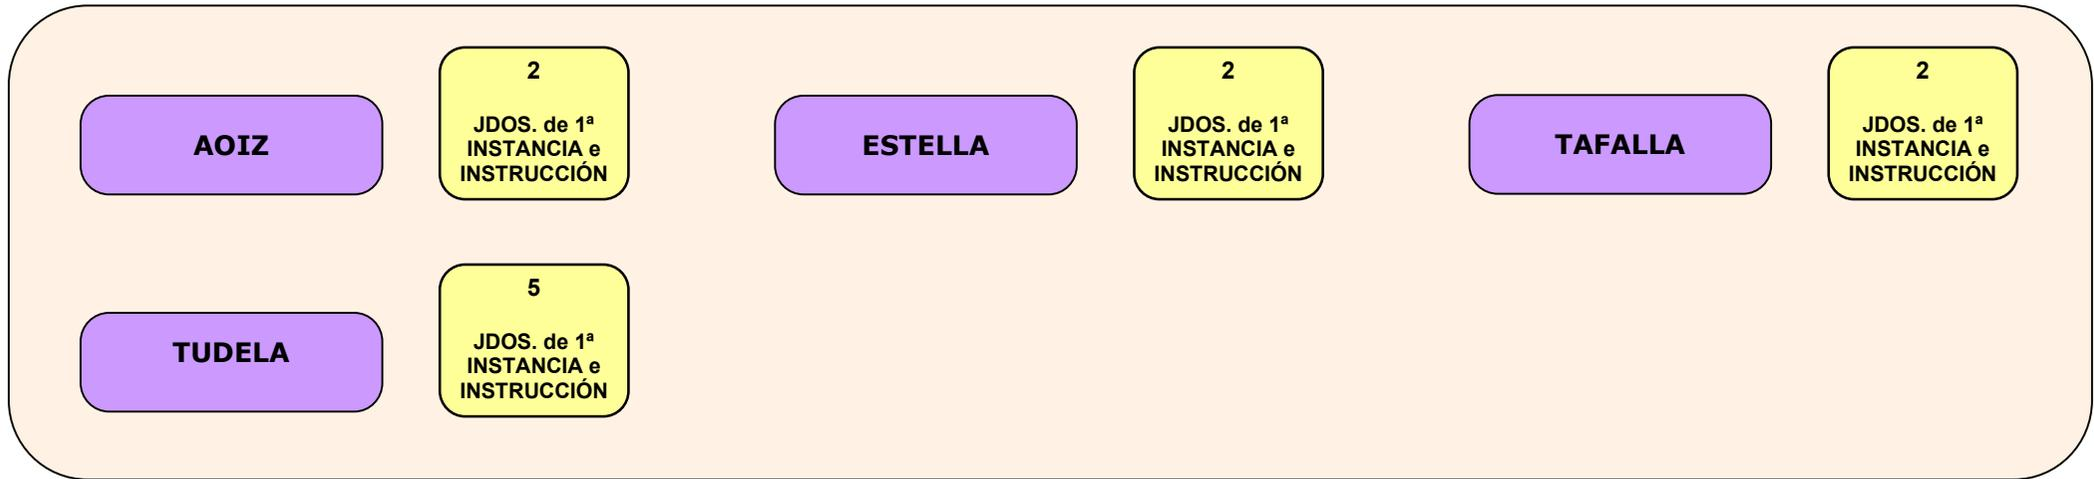 AOIZ
2
JDOS. de 1ª
INSTANCIA e
INSTRUCCIÓN
ESTELLA
2
JDOS. de 1ª
INSTANCIA e
INSTRUCCIÓN
TAFALLA
2
JDOS. de 1ª
INSTANCIA e
INSTRUCCIÓN
TUDELA
5
JDOS. de 1ª
INSTANCIA e
INSTRUCCIÓN